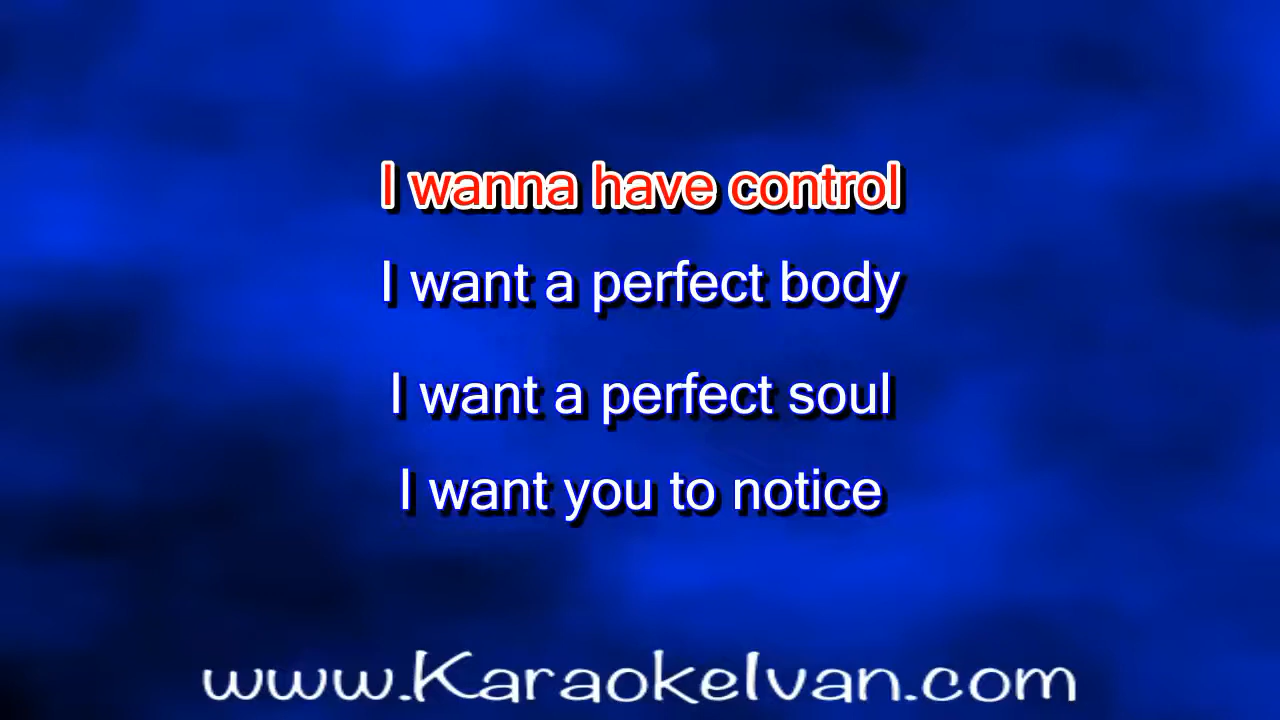 I wanna have control
I want a perfect body
I want a perfect soul
I want you to notice
www.KaraokeIvan.com